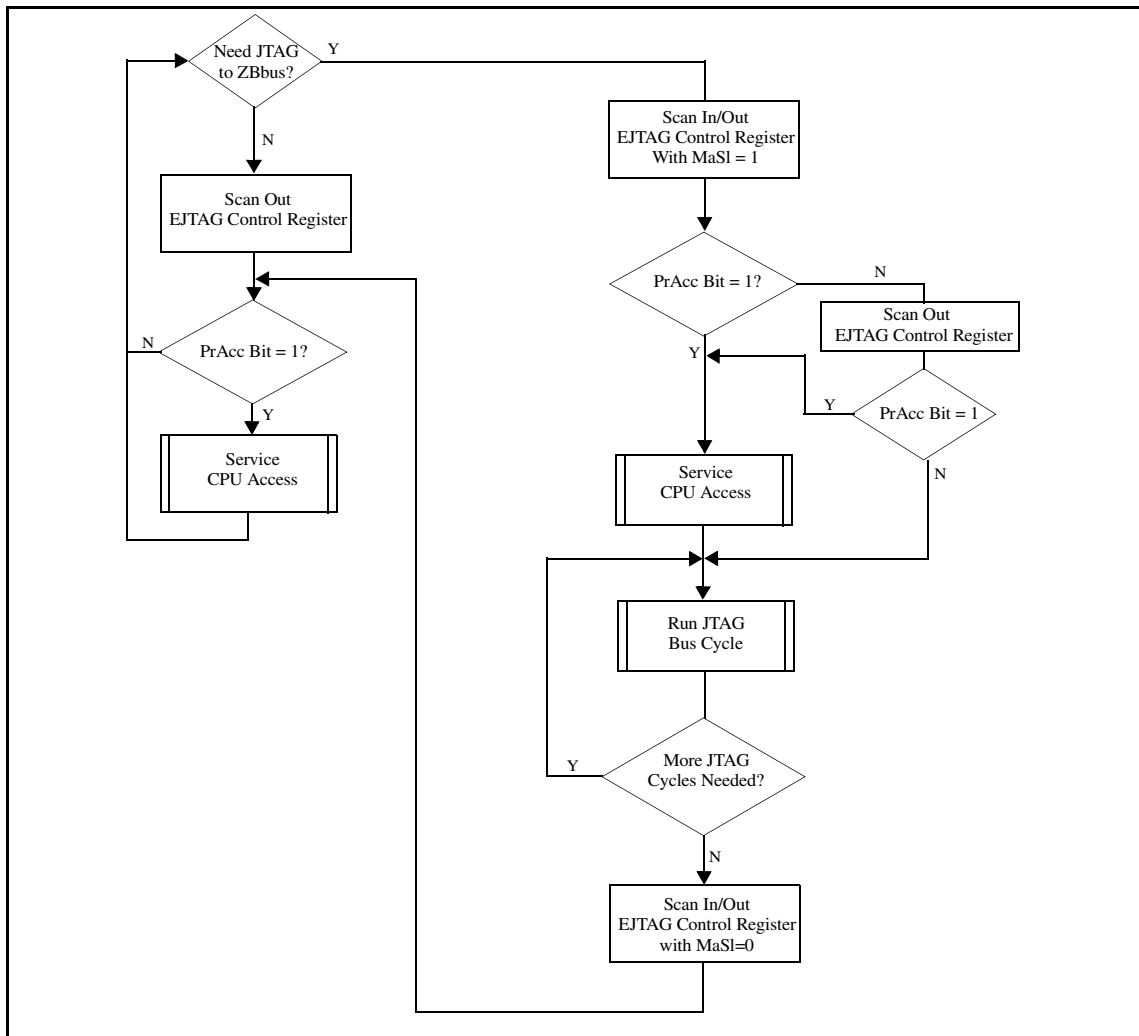 Need JTAG
to ZBbus?
Y
N
Scan Out
EJTAG Control Register
PrAcc Bit = 1?
N
Y
Service
CPU Access
Scan In/Out
EJTAG Control Register
With MaSl = 1
PrAcc Bit = 1?
N
Y
Scan Out
EJTAG Control Register
PrAcc Bit = 1
Y
N
Service
CPU Access
Run JTAG
Bus Cycle
More JTAG
Cycles Needed?
Y
N
Scan In/Out
EJTAG Control Register
with MaSl=0